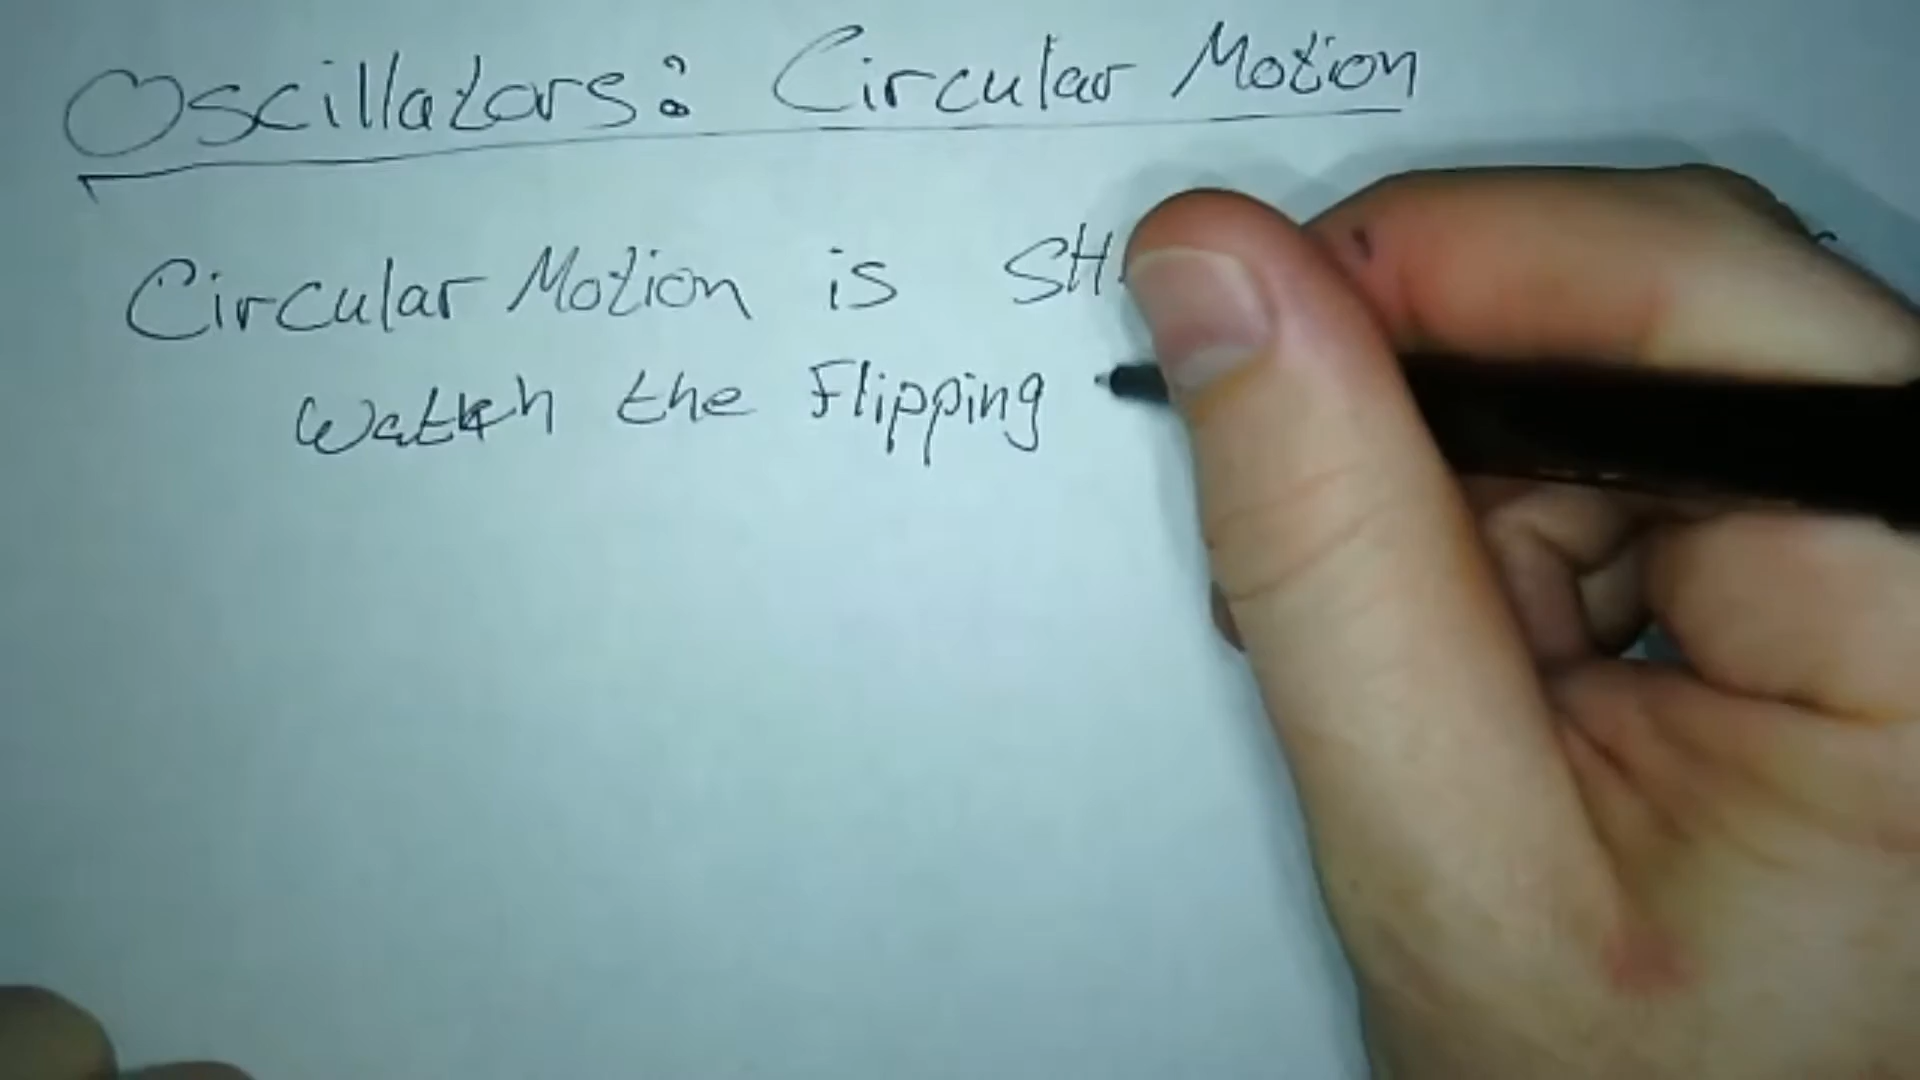 Oscillators: Circular Motion
Circular Motion is SH
Watch the Flipping